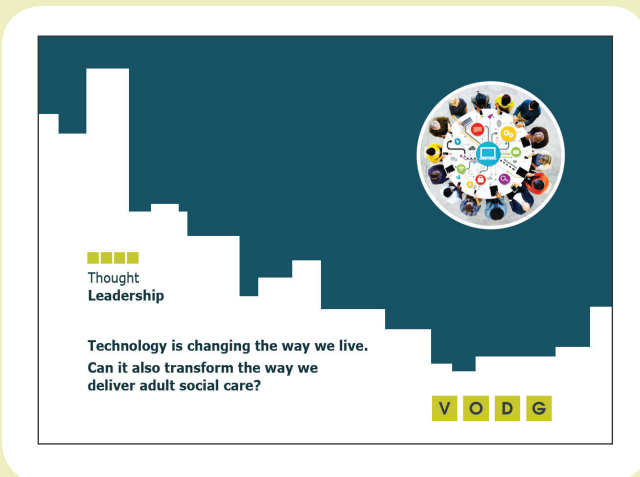 Thought
Leadership
Technology is changing the way we live.
Can it also transform the way we
deliver adult social care?
V O D G